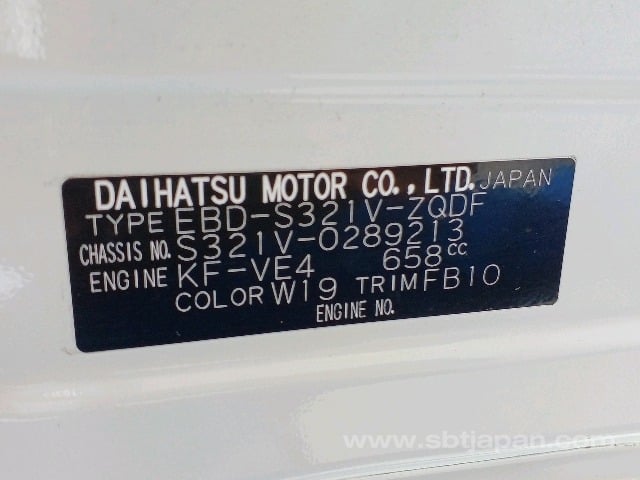 DAIHATSU MOTOR CO., LTD. JAPAN
TYPE EBD-S321V-ZQDF
CHASSIS NO. S321V-0289213
ENGINE KF-VE4 658cc
COLOR W19 TRIM FB10
ENGINE NO.
www.sbtjapan.com